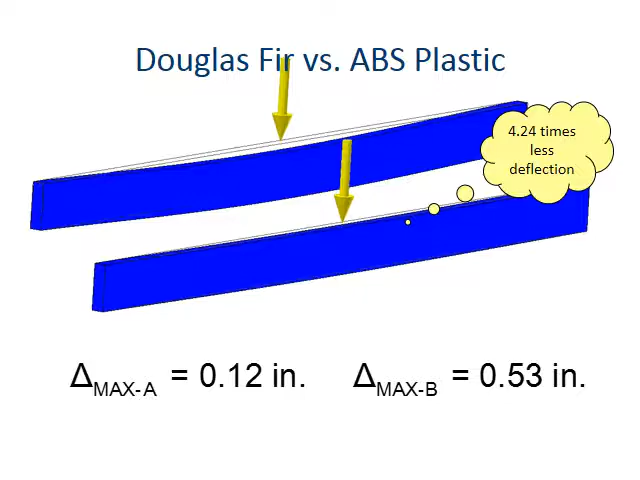 Douglas Fir vs. ABS Plastic
4.24 times
less
deflection
ΔMAX-A = 0.12 in. ΔMAX-B = 0.53 in.